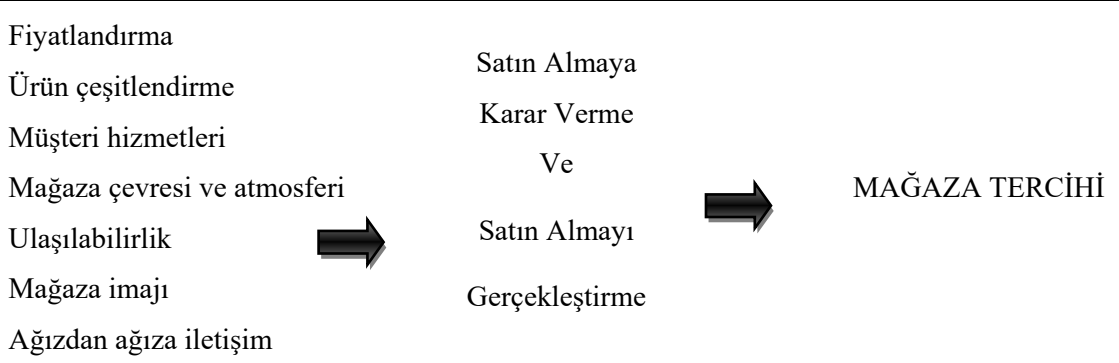 Fiyatlandırma
Ürün çeşitlendirme
Müşteri hizmetleri
Mağaza çevresi ve atmosferi
Ulaşılabilirlik
Mağaza imajı
Ağızdan ağıza iletişim
Satın Almaya
Karar Verme
Ve
Satın Almayı
Gerçekleştirme
MAĞAZA TERCİHİ